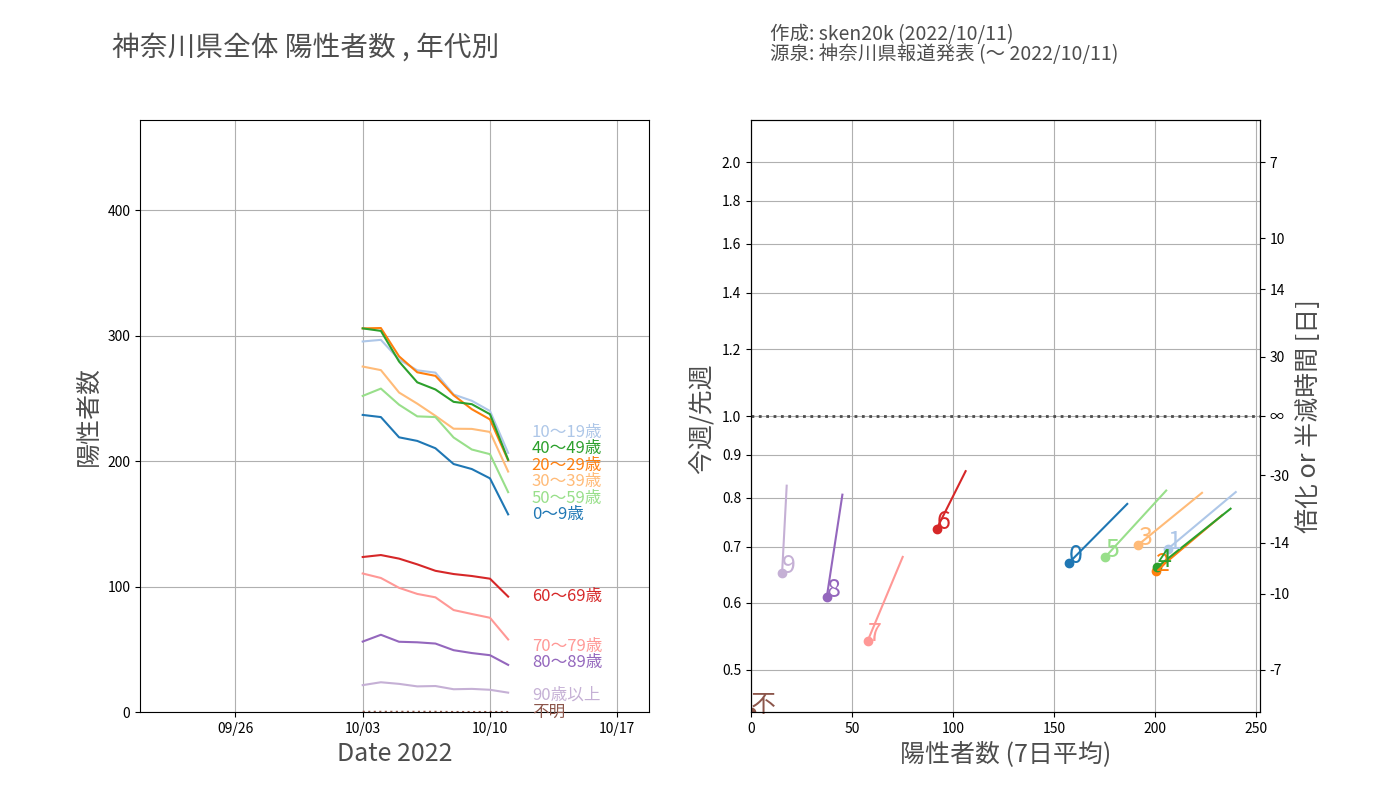 神奈川県全体 陽性者数 , 年代別
作成: sken20k (2022/10/11)
源泉: 神奈川県報道発表 (〜 2022/10/11)
陽性者数
400
300
200
100
0
10〜19歳
40〜49歳
20〜29歳
30〜39歳
50〜59歳
0〜9歳
60〜69歳
70〜79歳
80〜89歳
90歳以上
不明
09/26
10/03
10/10
10/17
Date 2022
今週/先週
2.0
1.8
1.6
1.4
1.2
1.0
0.9
0.8
0.7
0.6
0.5
9
8
7
6
0
5
3
1
2
4
不
7
10
14
30
∞
-30
-14
-10
-7
倍化 or 半減時間 [日]
0
50
100
150
200
250
陽性者数 (7日平均)